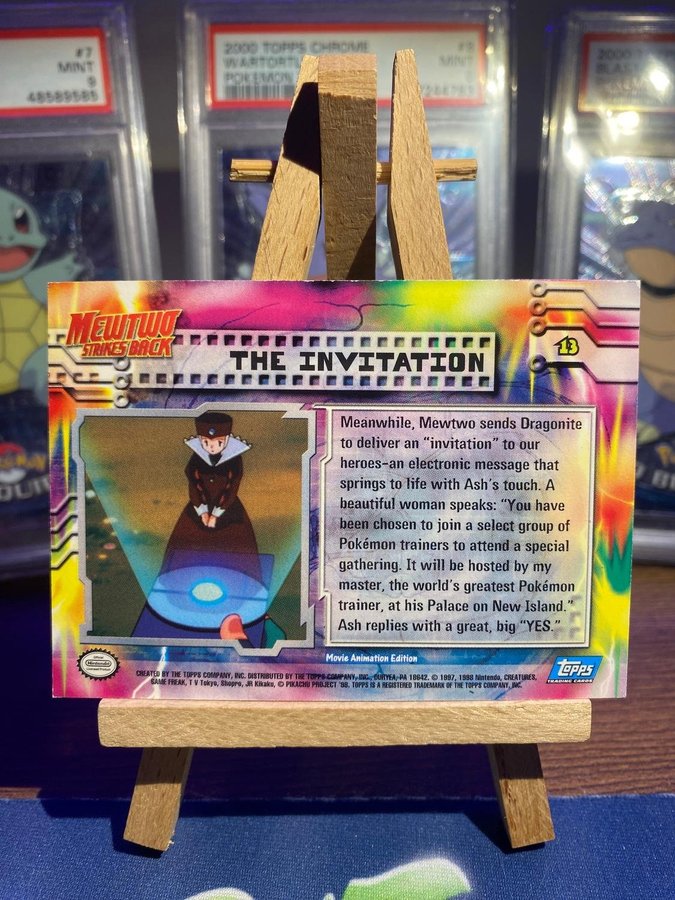 #7
MINT
9
48589585
2000 TOPPS CHROME
WARTORTLE
POKEMON
#8
MINT
MEWTWO
STRIKES BACK
THE INVITATION
13
Meanwhile, Mewtwo sends Dragonite
to deliver an “invitation” to our
heroes–an electronic message that
springs to life with Ash’s touch. A
beautiful woman speaks: “You have
been chosen to join a select group of
Pokémon trainers to attend a special
gathering. It will be hosted by my
master, the world’s greatest Pokémon
trainer, at his Palace on New Island.”
Ash replies with a great, big “YES.”
Movie Animation Edition
Official
Nintendo
Licensed Product
CREATED BY THE TOPPS COMPANY, INC. DISTRIBUTED BY THE TOPPS COMPANY, INC., DURYEA, PA 18642. © 1997, 1998 Nintendo, CREATURES,
GAME FREAK, T V Tokyo, Shopro, JR Kikaku, © PIKACHU PROJECT ’98. TOPPS IS A REGISTERED TRADEMARK OF THE TOPPS COMPANY, INC.
topps
TRADING CARDS